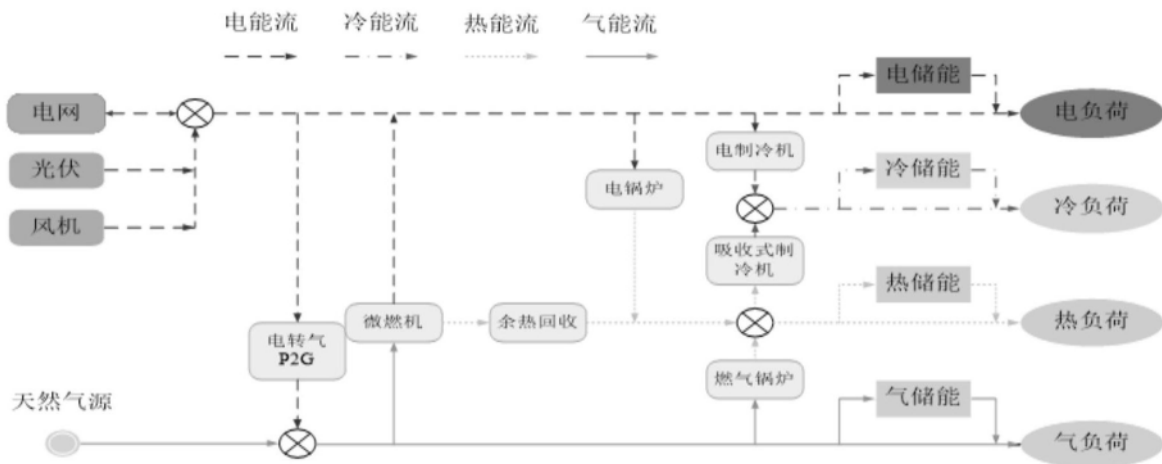 电能流
冷能流
热能流
气能流
电储能
电网
电负荷
电制冷机
光伏
冷储能
电锅炉
风机
冷负荷
吸收式制
冷机
热储能
微燃机
余热回收
热负荷
电转气
P2G
燃气锅炉
天然气源
气储能
气负荷